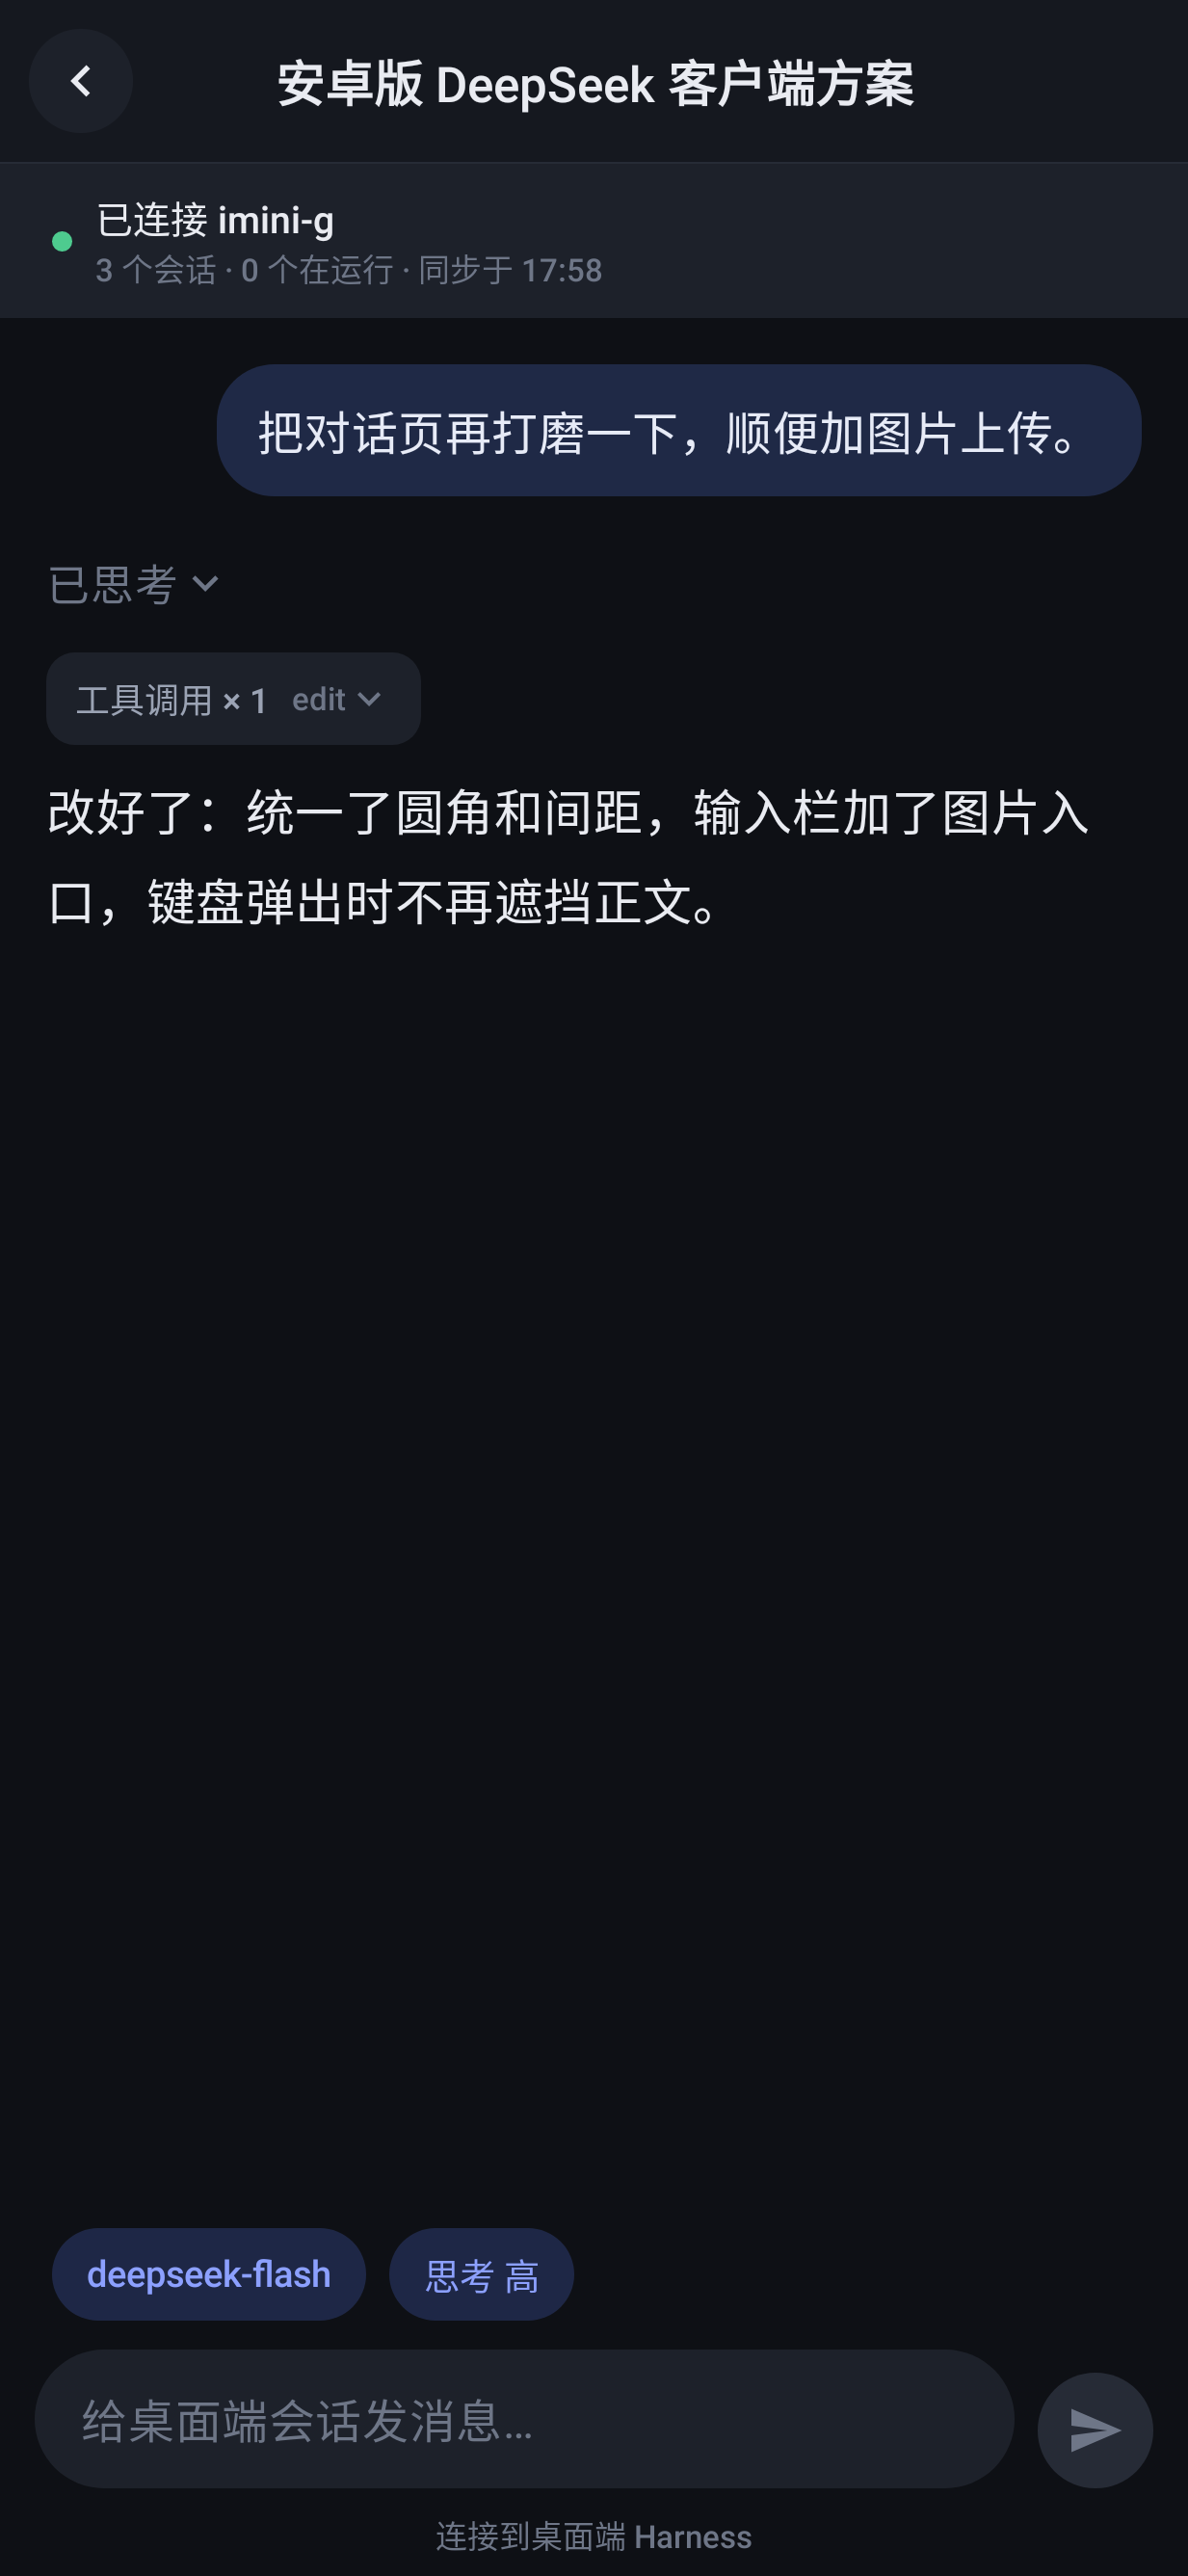 安卓版 DeepSeek 客户端方案
已连接 imini-g
3 个会话 · 0 个在运行 · 同步于 17:58
把对话页再打磨一下，顺便加图片上传。
已思考
工具调用 × 1 edit
改好了：统一了圆角和间距，输入栏加了图片入
口，键盘弹出时不再遮挡正文。
deepseek-flash 思考 高
给桌面端会话发消息...
连接到桌面端 Harness